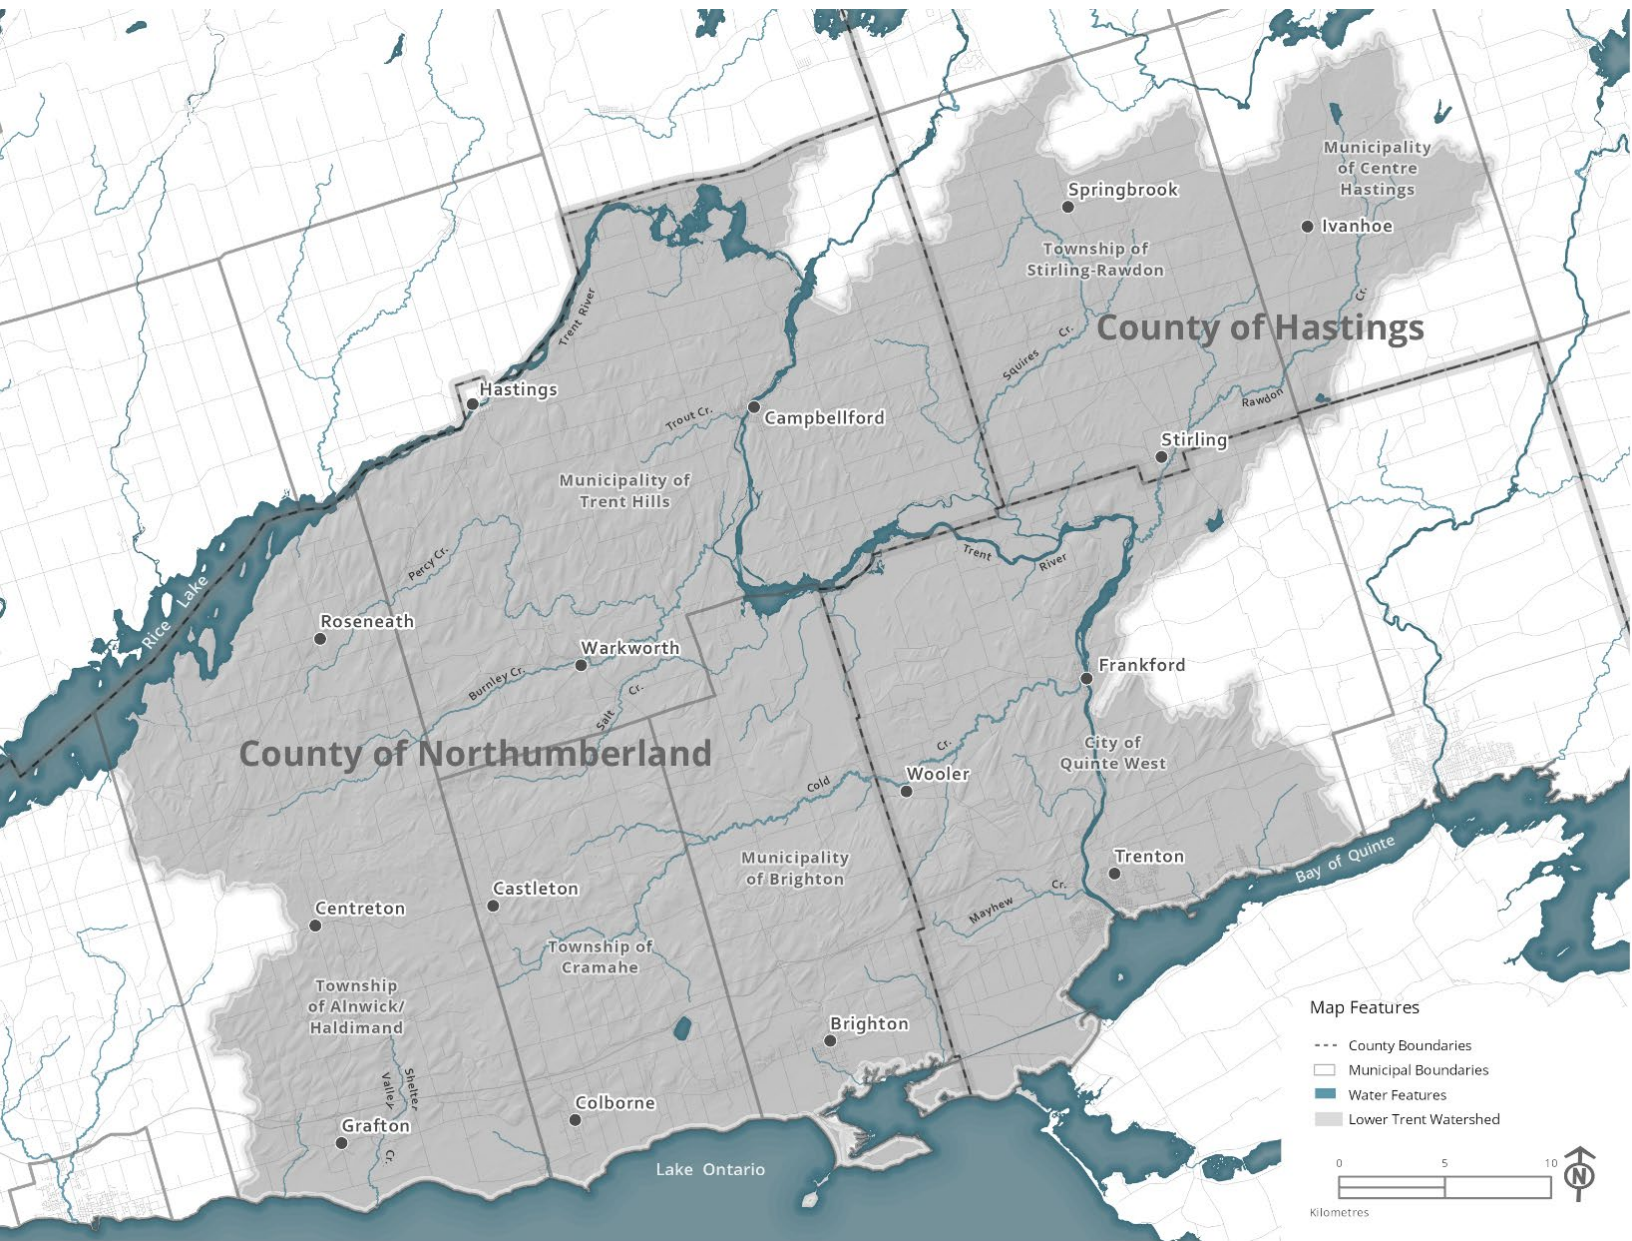 Municipality
of Centre
Hastings
Springbrook
Ivanhoe
Township of
Stirling-Rawdon
Cr.
County of Hastings
Trent River
Cr.
Squires
Hastings
Rawdon
Trout Cr.
Campbellford
Stirling
Municipality of
Trent Hills
Percy Cr.
Trent
River
Rice Lake
Roseneath
Warkworth
Frankford
Burnley Cr.
Cr.
Salt
County of Northumberland
City of
Quinte West
Cr.
Wooler
Cold
Municipality
of Brighton
Trenton
Bay of Quinte
Castleton
Cr.
Mayhew
Centreton
Township of
Cramahe
Township
of Alnwick/
Haldimand
Brighton
Shelter
Valley
Colborne
Grafton
Cr.
Lake Ontario
Map Features
County Boundaries
Municipal Boundaries
Water Features
Lower Trent Watershed
0 5 10
N
Kilometres